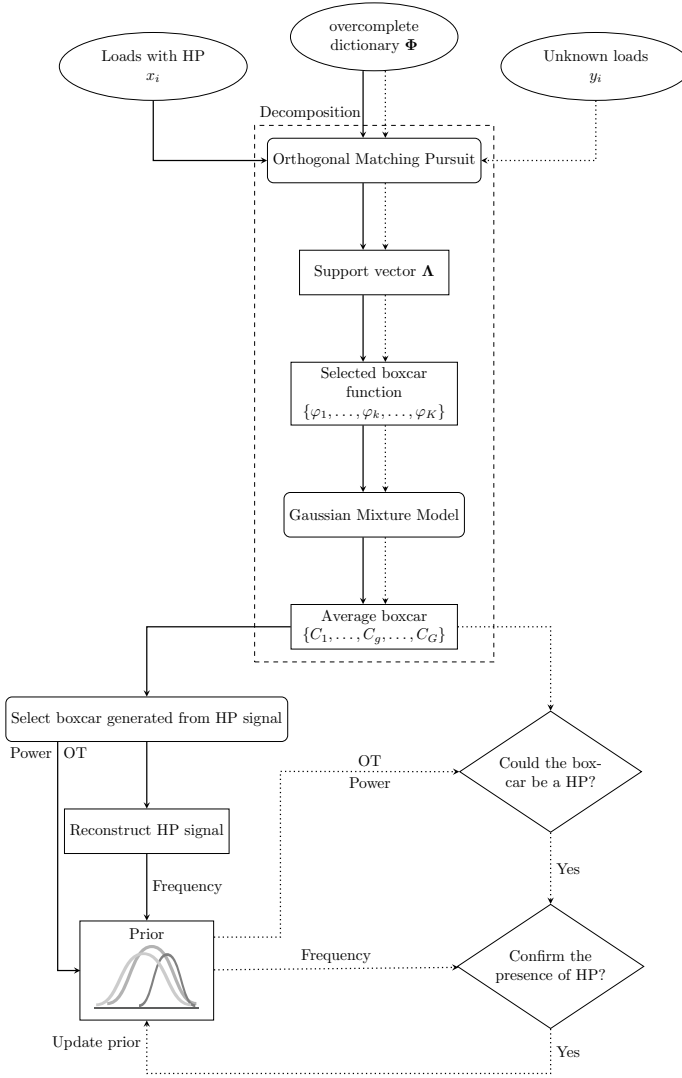 overcomplete
dictionary Φ
Loads with HP
x_i
Unknown loads
y_i
Decomposition
Orthogonal Matching Pursuit
Support vector Λ
Selected boxcar
function
{φ_1, . . . , φ_k, . . . , φ_K}
Gaussian Mixture Model
Average boxcar
{C_1, . . . , C_g, . . . , C_G}
Select boxcar generated from HP signal
Power
OT
OT
Power
Could the box-
car be a HP?
Reconstruct HP signal
Frequency
Yes
Prior
Frequency
Confirm the
presence of HP?
Update prior
Yes